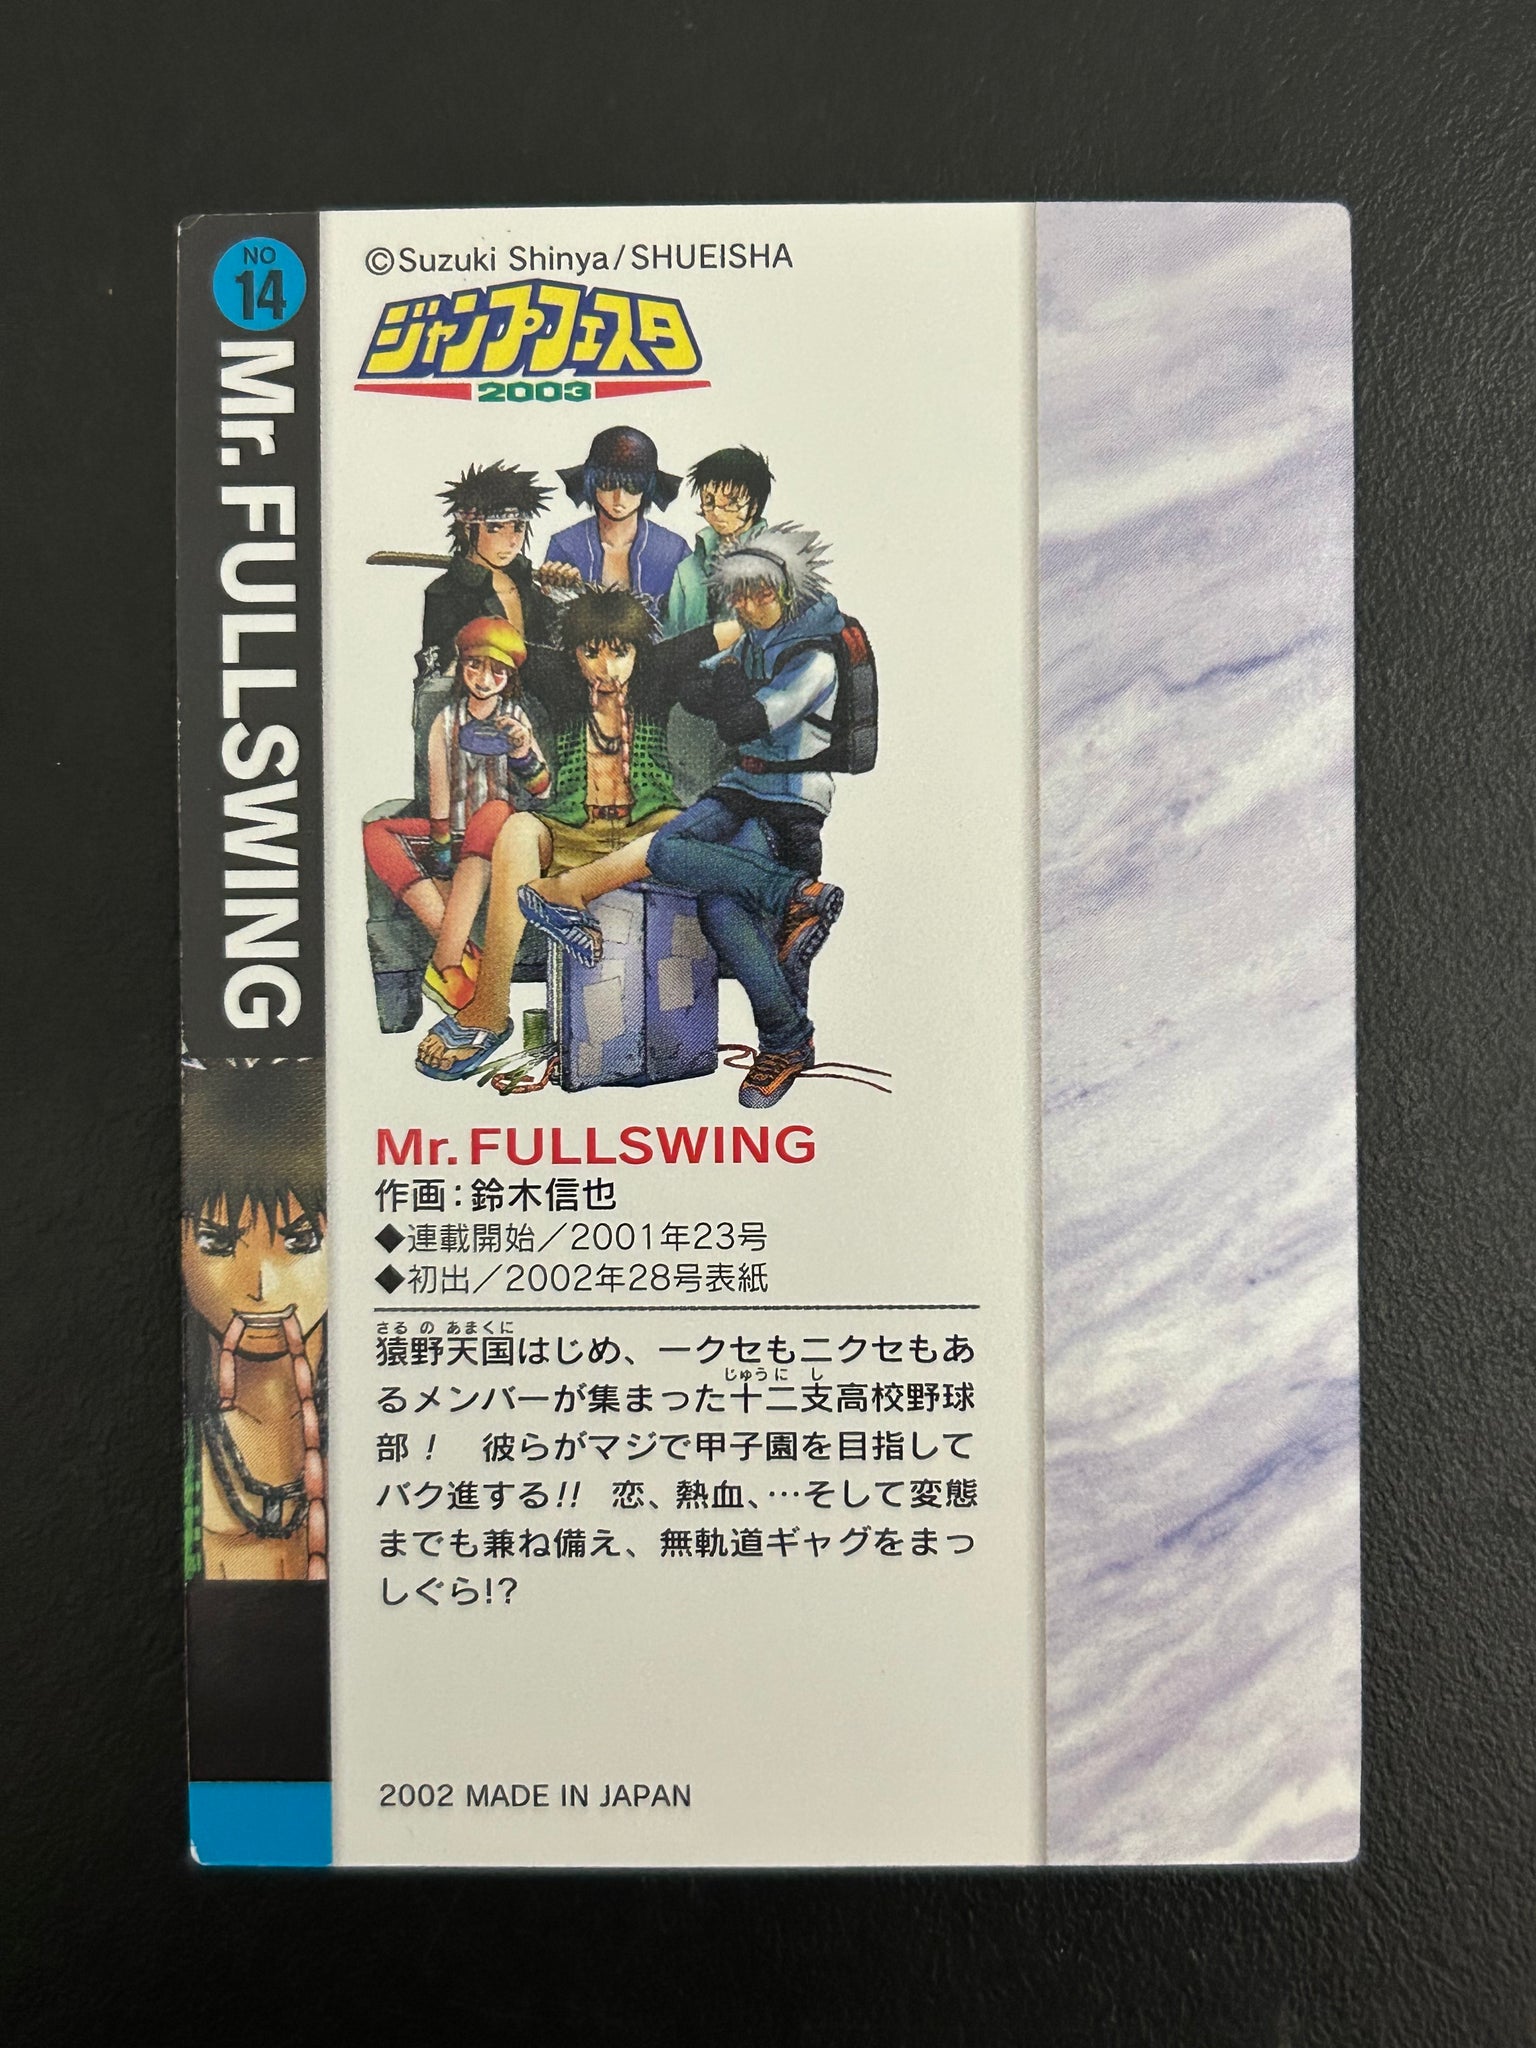 NO
14
Mr. FULLSWING
©Suzuki Shinya/SHUEISHA
ジャンプフェスタ
2003
Mr. FULLSWING
作画:鈴木信也
◆連載開始/2001年23号
◆初出/2002年28号表紙
さる の あまくに
猿野天国はじめ、一クセも二クセもあ
じゅうに し
るメンバーが集まった十二支高校野球
部! 彼らがマジで甲子園を目指して
バク進する!! 恋、熱血、…そして変態
までも兼ね備え、無軌道ギャグをまっ
しぐら!?
2002 MADE IN JAPAN